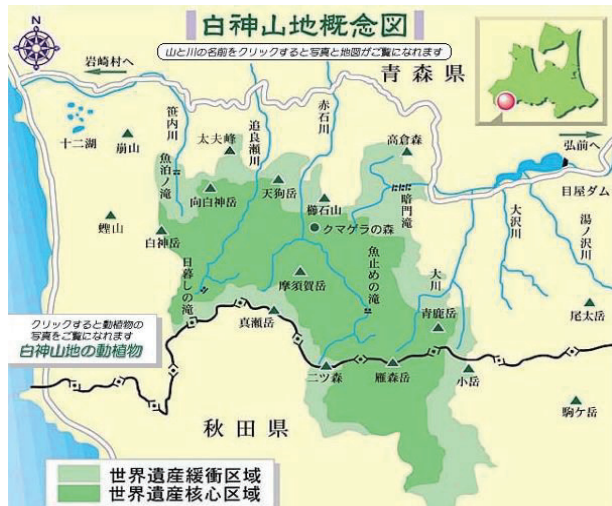 白神山地概念図
山と川の名前をクリックすると写真と地図がご覧になれます
N
岩崎村へ
青森県
弘前へ
十二湖
崩山
笹内川
魚泊ノ滝
太夫峰
追良瀬川
赤石川
高倉森
目屋ダム
向白神岳
天狗岳
櫛石山
暗門滝
大沢川
湯ノ沢川
鰹山
白神岳
クマゲラの森
日暮しの滝
摩須賀岳
魚止めの滝
大川
青鹿岳
尾太岳
真瀬岳
クリックすると動植物の
写真をご覧になれます
白神山地の動植物
二ツ森
雁森岳
小岳
駒ケ岳
秋田県
世界遺産緩衝区域
世界遺産核心区域